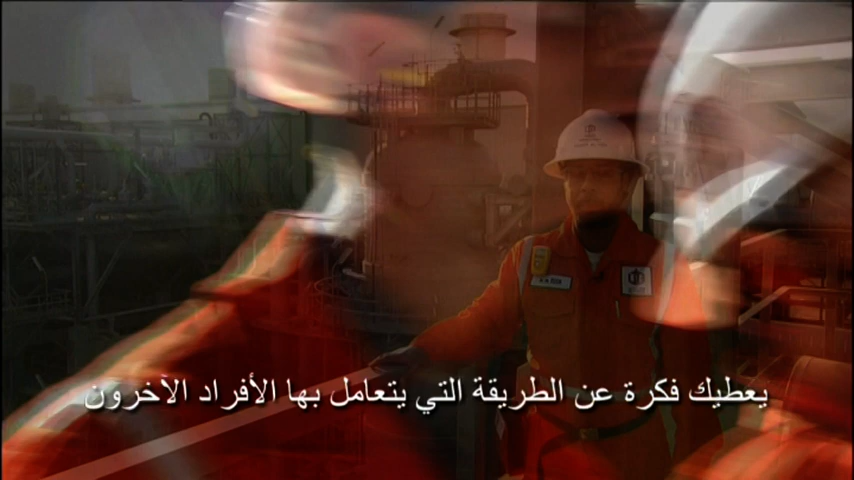 يعطيك فكرة عن الطريقة التي يتعامل بها الأفراد الآخرون